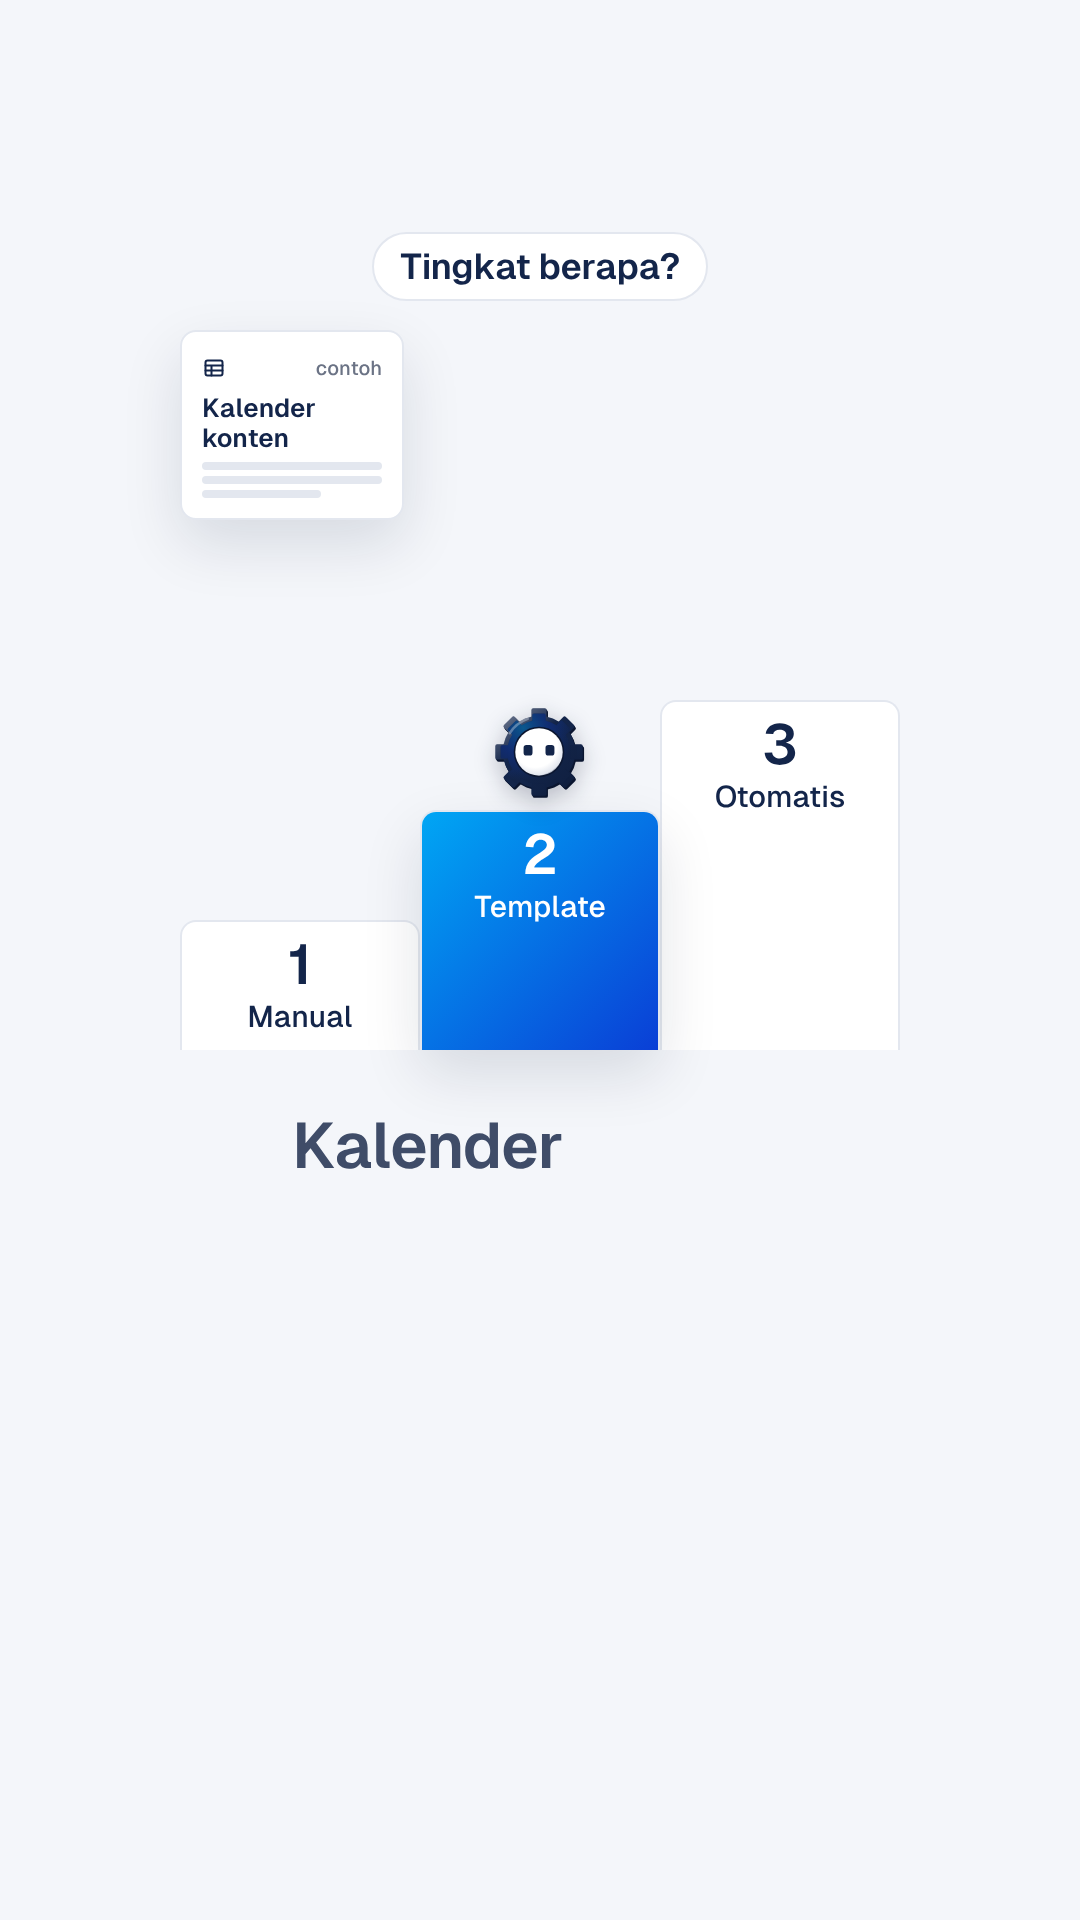 Tingkat berapa?
contoh
Kalender
konten
3
Otomatis
2
Template
1
Manual
Kalender